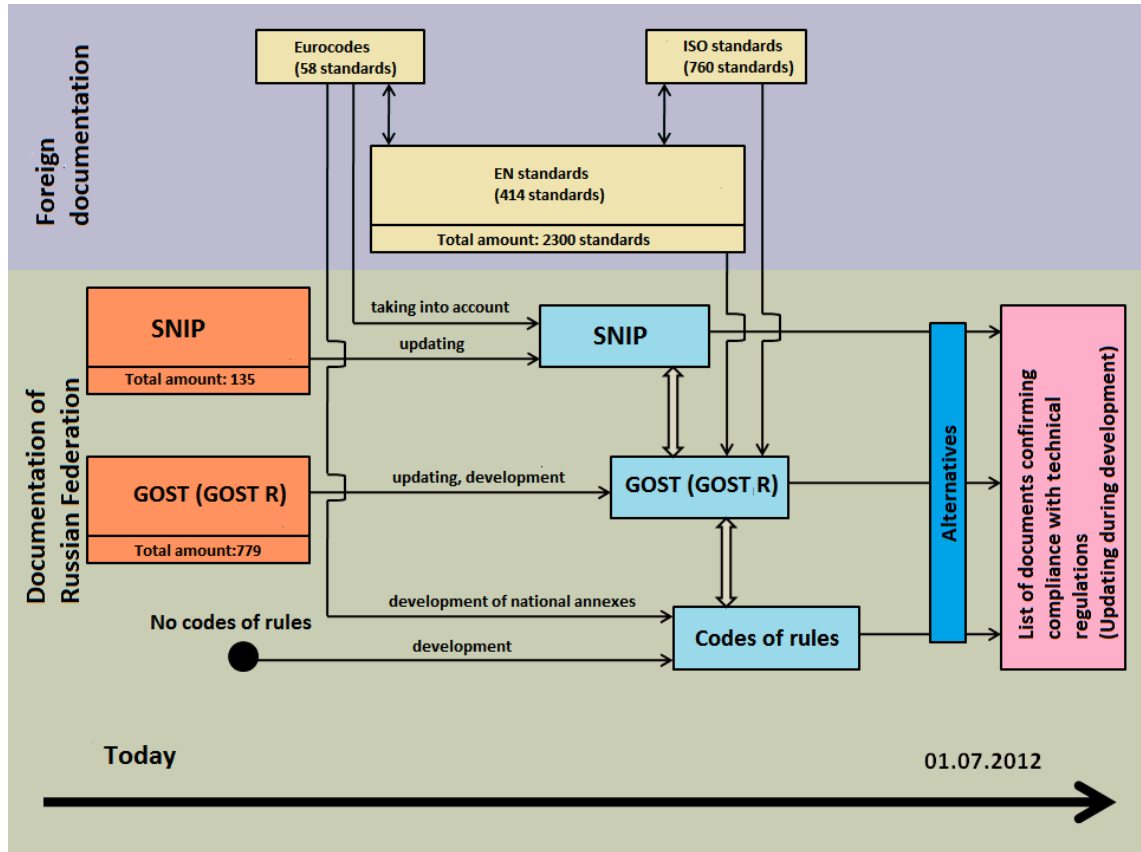 Foreign
documentation
Eurocodes
(58 standards)
ISO standards
(760 standards)
EN standards
(414 standards)
Total amount: 2300 standards
Documentation of
Russian Federation
SNIP
Total amount: 135
taking into account
updating
SNIP
GOST (GOST R)
Total amount:779
updating, development
GOST (GOST R)
No codes of rules
development of national annexes
development
Codes of rules
Alternatives
List of documents confirming
compliance with technical
regulations
(Updating during development)
Today
01.07.2012